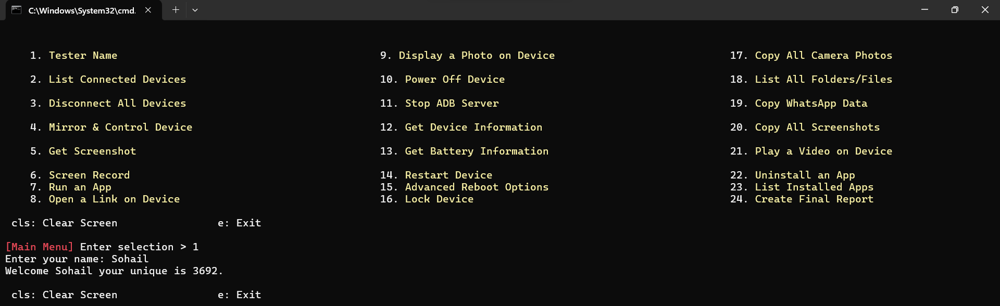 C:\Windows\System32\cmd.
1. Tester Name 9. Display a Photo on Device 17. Copy All Camera Photos
2. List Connected Devices 10. Power Off Device 18. List All Folders/Files
3. Disconnect All Devices 11. Stop ADB Server 19. Copy WhatsApp Data
4. Mirror & Control Device 12. Get Device Information 20. Copy All Screenshots
5. Get Screenshot 13. Get Battery Information 21. Play a Video on Device
6. Screen Record 14. Restart Device 22. Uninstall an App
7. Run an App 15. Advanced Reboot Options 23. List Installed Apps
8. Open a Link on Device 16. Lock Device 24. Create Final Report
cls: Clear Screen e: Exit
[Main Menu] Enter selection > 1
Enter your name: Sohail
Welcome Sohail your unique is 3692.
cls: Clear Screen e: Exit